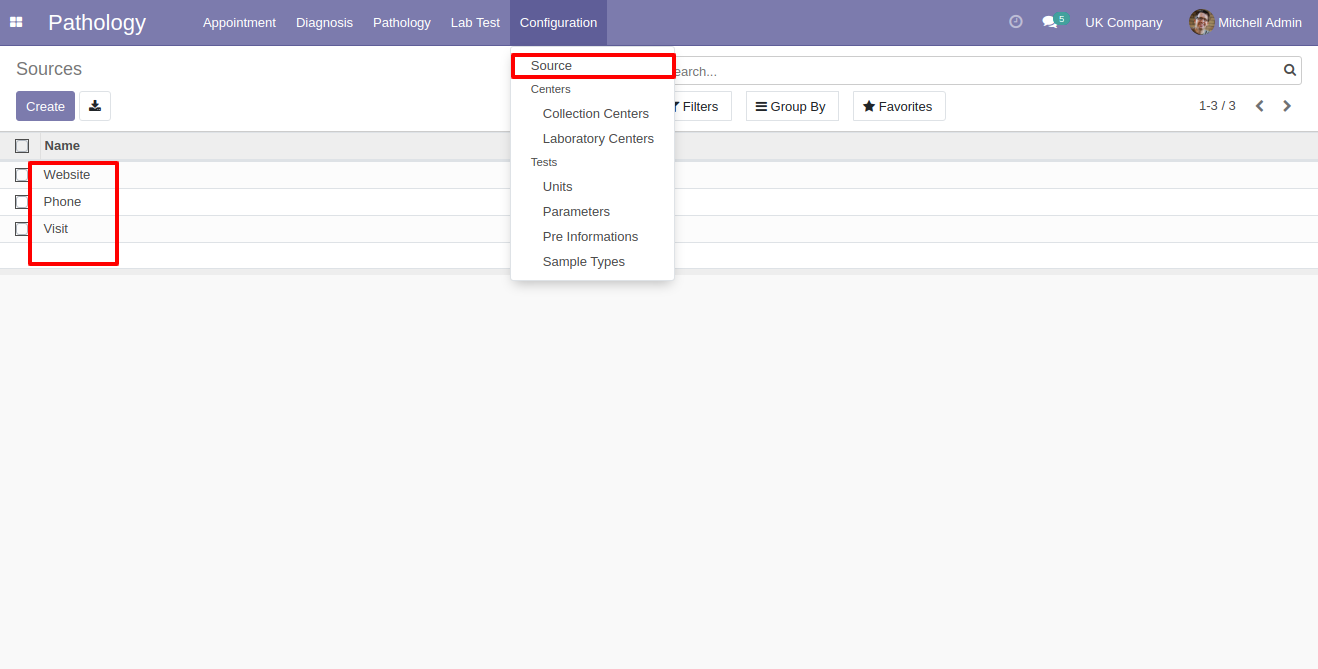 Pathology Appointment Diagnosis Pathology Lab Test Configuration 5 UK Company Mitchell Admin
Sources
Source
earch...
Create
Centers
Filters Group By Favorites 1-3 / 3
Collection Centers
Laboratory Centers
Name
Tests
Website
Units
Phone
Parameters
Visit
Pre Informations
Sample Types